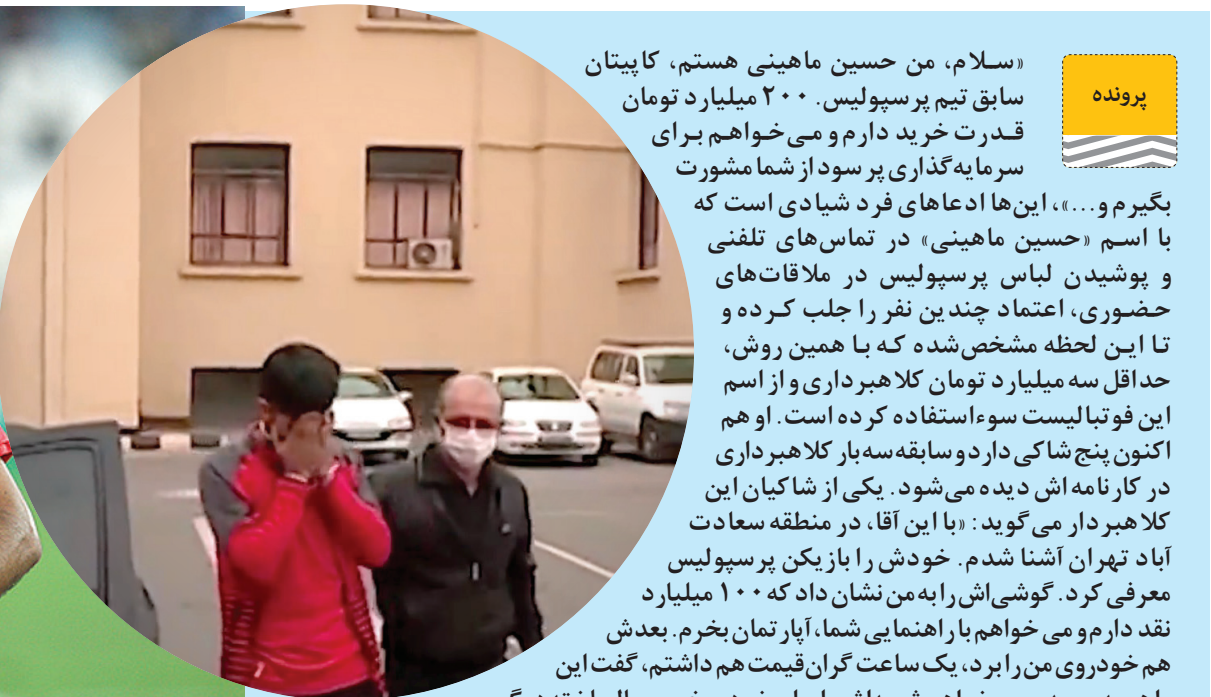 پرونده
«سلام، من حسین ماهینی هستم، کاپیتان
سابق تیم پرسپولیس. ۲۰۰ میلیارد تومان
قدرت خرید دارم و می‌خواهم برای
سرمایه‌گذاری پر سود از شما مشورت
بگیرم و...»، این‌ها ادعاهای فرد شیادی است که
با اسم «حسین ماهینی» در تماس‌های تلفنی
و پوشیدن لباس پرسپولیس در ملاقات‌های
حضوری، اعتماد چندین نفر را جلب کرده و
تا این لحظه مشخص‌شده که با همین روش،
حداقل سه میلیارد تومان کلاهبرداری و از اسم
این فوتبالیست سوءاستفاده کرده است. او هم
اکنون پنج شاکی دارد و سابقه سه بار کلاهبرداری
در کارنامه اش دیده می‌شود. یکی از شاکیان این
کلاهبردار می‌گوید: «با این آقا، در منطقه سعادت
آباد تهران آشنا شدم. خودش را بازیکن پرسپولیس
معرفی کرد. گوشی‌اش را به من نشان داد که ۱۰۰ میلیارد
نقد دارم و می خواهم با راهنمایی شما، آپارتمان بخرم. بعدش
هم خودروی من را برد، یک ساعت گران‌قیمت هم داشتم، گفت این